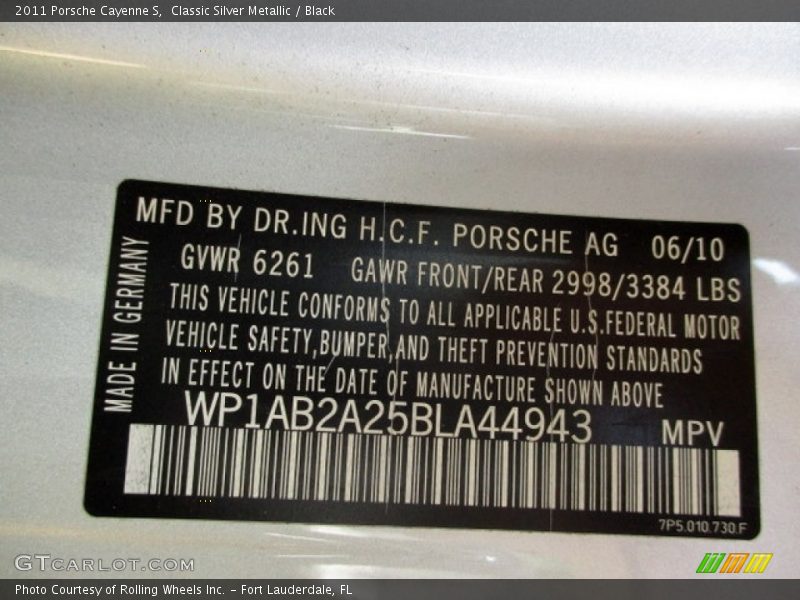 2011 Porsche Cayenne S,  Classic Silver Metallic / Black
MFD BY DR.ING H.C.F. PORSCHE AG 06/10
GVWR 6261 GAWR FRONT/REAR 2998/3384 LBS
THIS VEHICLE CONFORMS TO ALL APPLICABLE U.S.FEDERAL MOTOR
VEHICLE SAFETY,BUMPER,AND THEFT PREVENTION STANDARDS
IN EFFECT ON THE DATE OF MANUFACTURE SHOWN ABOVE
MADE IN GERMANY
WP1AB2A25BLA44943 MPV
7P5.010.730.F
GTCARLOT.COM
Photo Courtesy of Rolling Wheels Inc. – Fort Lauderdale, FL